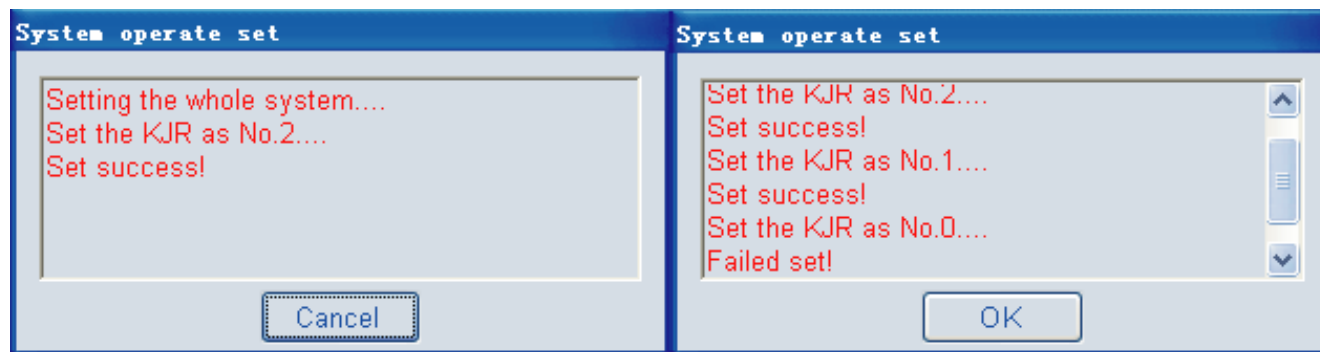 System operate set
Setting the whole system....
Set the KJR as No.2....
Set success!
Cancel
System operate set
Set the KJR as No.2....
Set success!
Set the KJR as No.1....
Set success!
Set the KJR as No.0....
Failed set!
OK